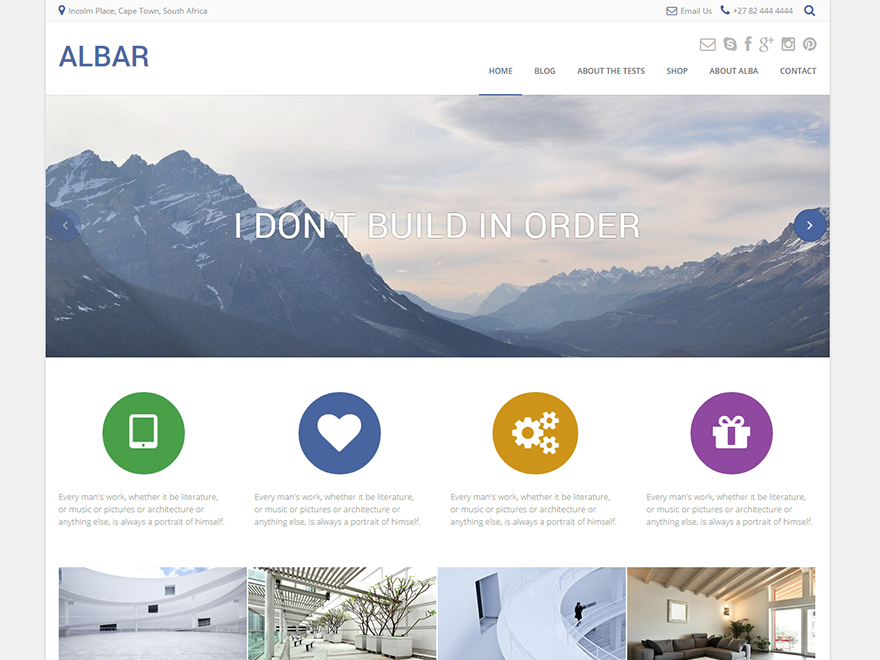 Incolm Place, Cape Town, South Africa
Email Us
+27 82 444 4444
ALBAR
HOME BLOG ABOUT THE TESTS SHOP ABOUT ALBA CONTACT
I DON'T BUILD IN ORDER
Every man's work, whether it be literature,
or music or pictures or architecture or
anything else, is always a portrait of himself.
Every man's work, whether it be literature,
or music or pictures or architecture or
anything else, is always a portrait of himself.
Every man's work, whether it be literature,
or music or pictures or architecture or
anything else, is always a portrait of himself.
Every man's work, whether it be literature,
or music or pictures or architecture or
anything else, is always a portrait of himself.